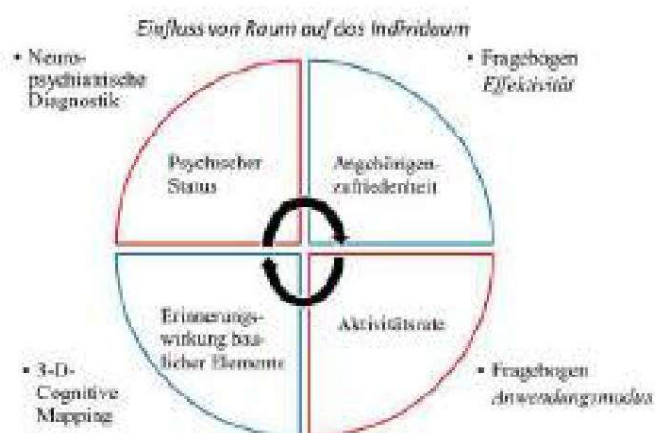 Einfluss von Raum auf das Individuum
• Neuro-
psychiatrische
Diagnostik
• Fragebogen
Effektivität
Psychischer
Status
Angehörigen-
zufriedenheit
Erinnerungs-
wirkung bau-
licher Elemente
Aktivitätsrate
• 3-D-
Cognitive
Mapping
• Fragebogen
Anwendungsmodus